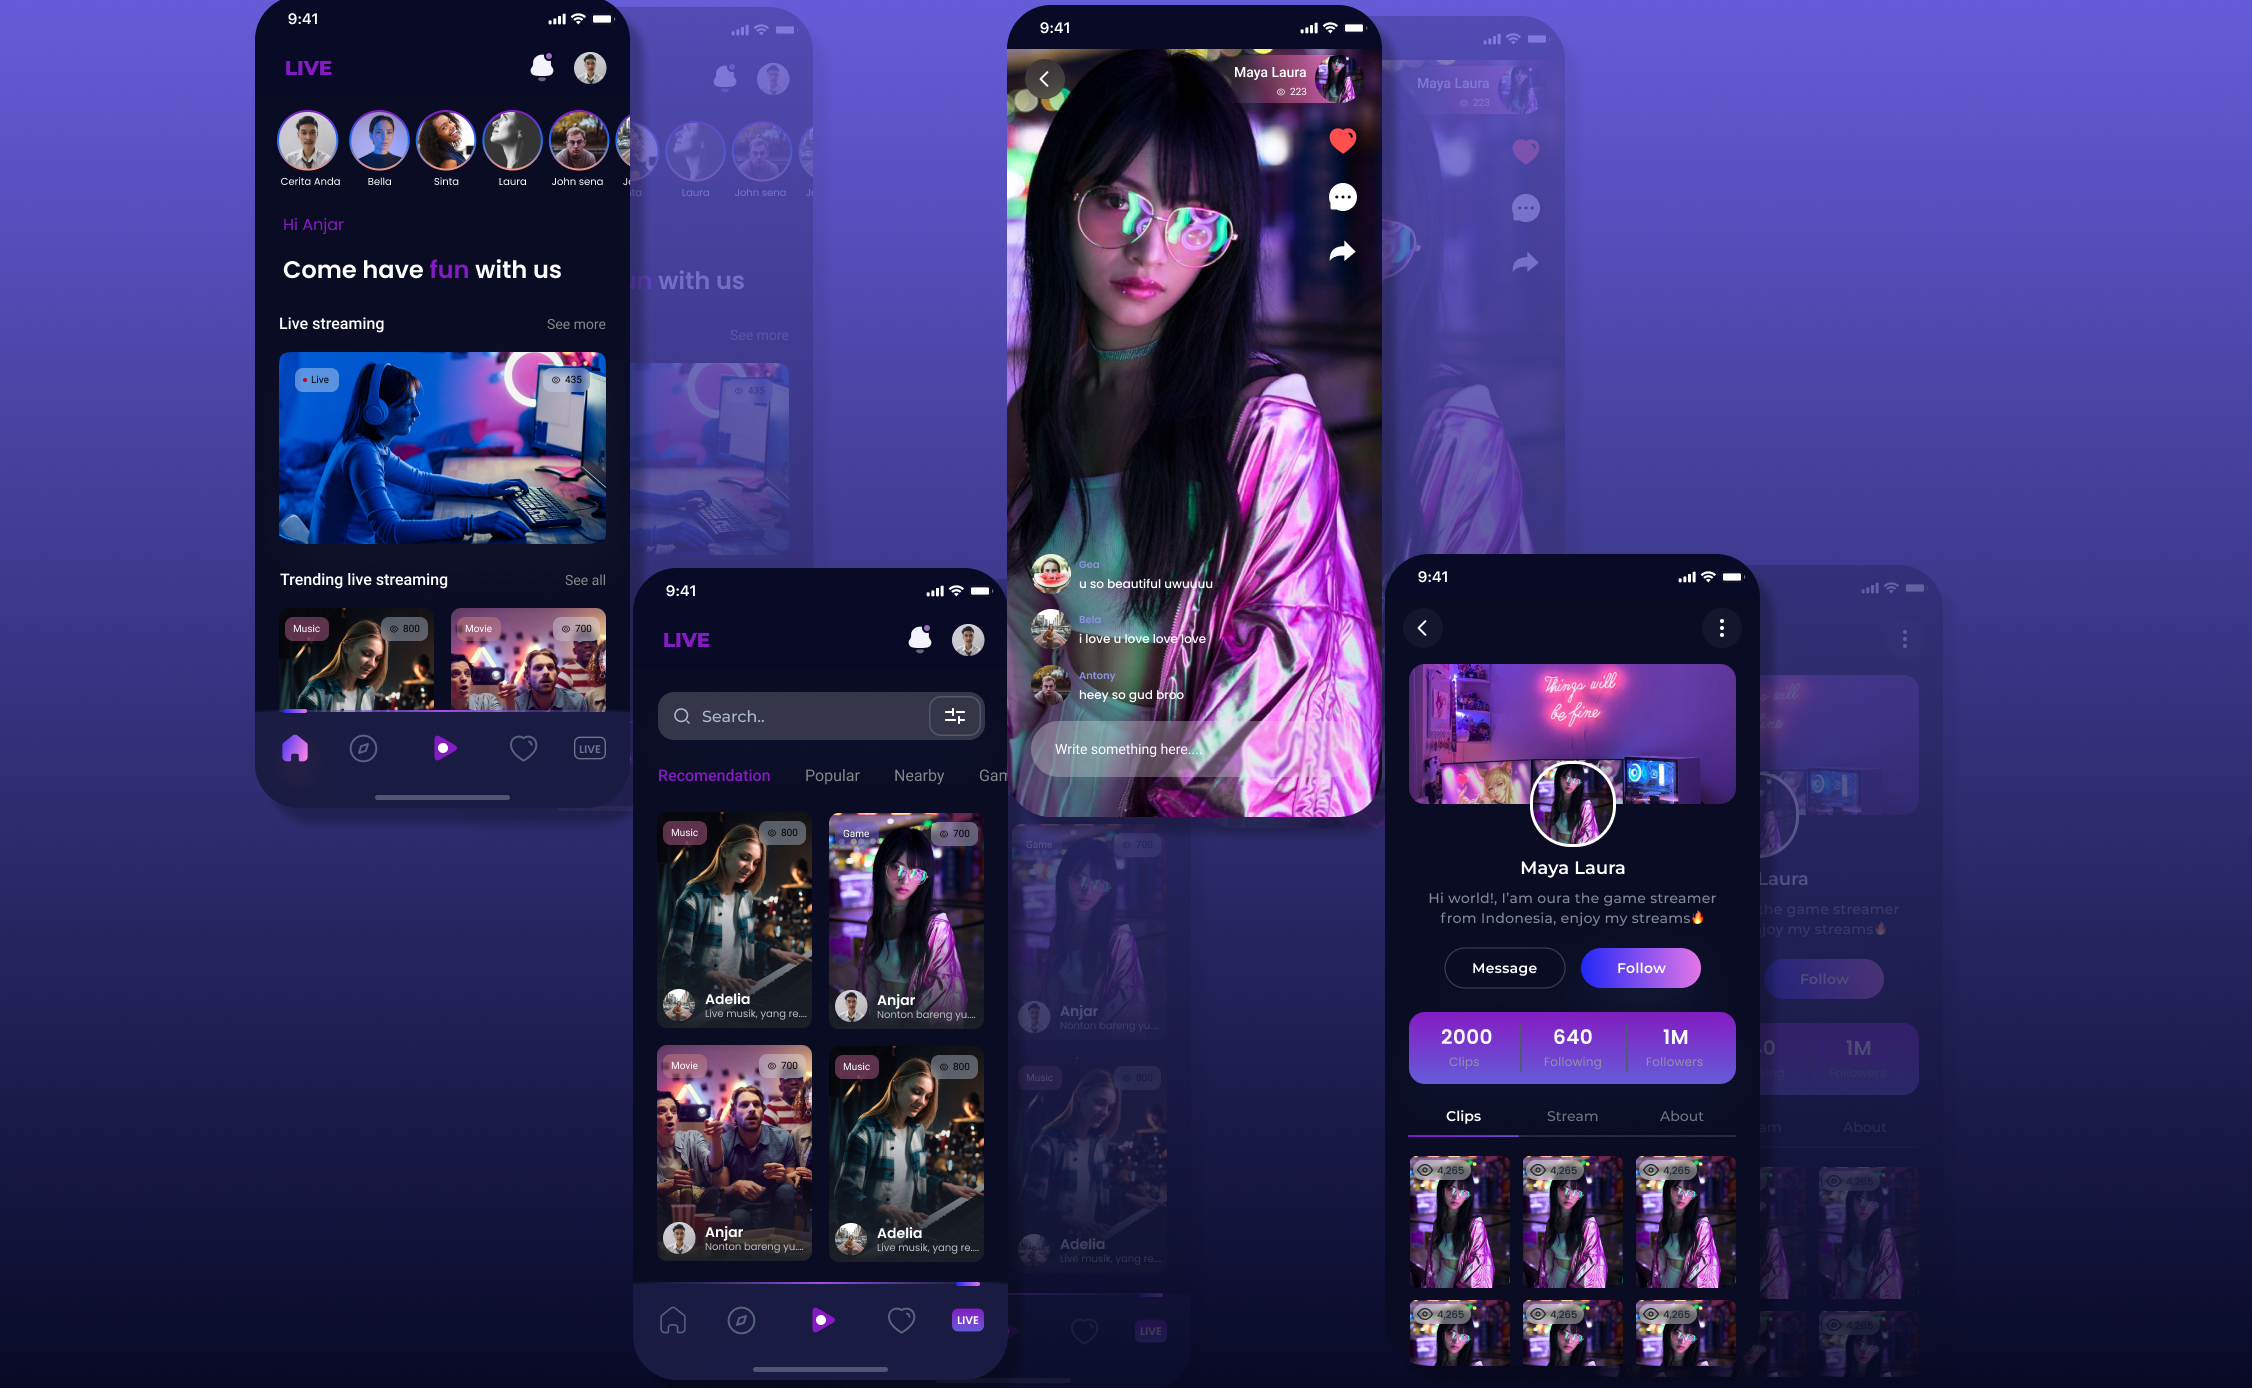 9:41
LIVE
Cerita Anda
Bella
Sinta
Laura
John sena
Hi Anjar
Come have fun with us
Live streaming
See more
Live
435
Trending live streaming
See all
Music
800
Movie
700
LIVE
Laura
John sena
with us
See more
435
9:41
LIVE
Search..
Recomendation
Popular
Nearby
Gam
Music
800
Adelia
Live musik, yang re....
Game
700
Anjar
Nonton bareng yu....
Movie
700
Anjar
Nonton bareng yu....
Music
800
Adelia
Live musik, yang re....
LIVE
Game
700
Anjar
Nonton bareng yu....
Music
800
Adelia
Live musik, yang re....
LIVE
9:41
Maya Laura
223
Gea
u so beautiful uwuuuu
Bela
i love u love love love
Antony
heey so gud broo
Write something here....
Maya Laura
223
9:41
Things will
be fine
Maya Laura
Hi world!, I'am oura the game streamer
from Indonesia, enjoy my streams🔥
Message
Follow
2000
Clips
640
Following
1M
Followers
Clips
Stream
About
4,265
4,265
4,265
4,265
4,265
4,265
Laura
the game streamer
joy my streams🔥
Follow
1M
Followers
About
4,265
4,265